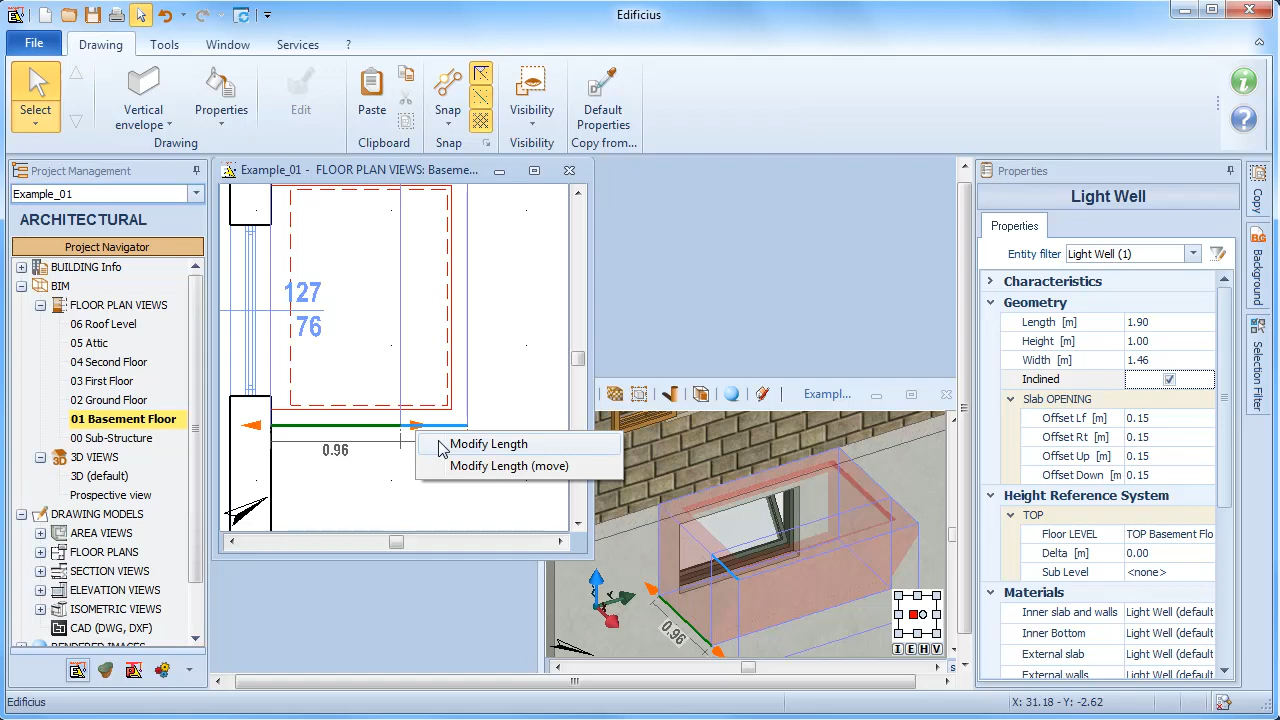 Edificius
File
Drawing
Tools
Window
Services
?
Select
Vertical
envelope
Properties
Edit
Drawing
Paste
Clipboard
Snap
Snap
Visibility
Visibility
Default
Properties
Copy from...
Project Management
Example_01
ARCHITECTURAL
Project Navigator
BUILDING Info
BIM
FLOOR PLAN VIEWS
06 Roof Level
05 Attic
04 Second Floor
03 First Floor
02 Ground Floor
01 Basement Floor
00 Sub-Structure
3D VIEWS
3D (default)
Prospective view
DRAWING MODELS
AREA VIEWS
FLOOR PLANS
SECTION VIEWS
ELEVATION VIEWS
ISOMETRIC VIEWS
CAD (DWG, DXF)
RENDERED IMAGES
Example_01 - FLOOR PLAN VIEWS: Baseme...
127
76
0.96
Modify Length
Modify Length (move)
Exampl...
0.96
I E H V
Properties
Light Well
Properties
Entity filter
Light Well (1)
Characteristics
Geometry
Length [m] 1.90
Height [m] 1.00
Width [m] 1.46
Inclined
Slab OPENING
Offset Lf [m] 0.15
Offset Rt [m] 0.15
Offset Up [m] 0.15
Offset Down [m] 0.15
Height Reference System
TOP
Floor LEVEL TOP Basement Flo
Delta [m] 0.00
Sub Level <none>
Materials
Inner slab and walls Light Well (default
Inner Bottom Light Well (default
External slab Light Well (default
External walls Light Well (default
Copy
BG
Background
Selection Filter
Edificius
X: 31.18 - Y: -2.62